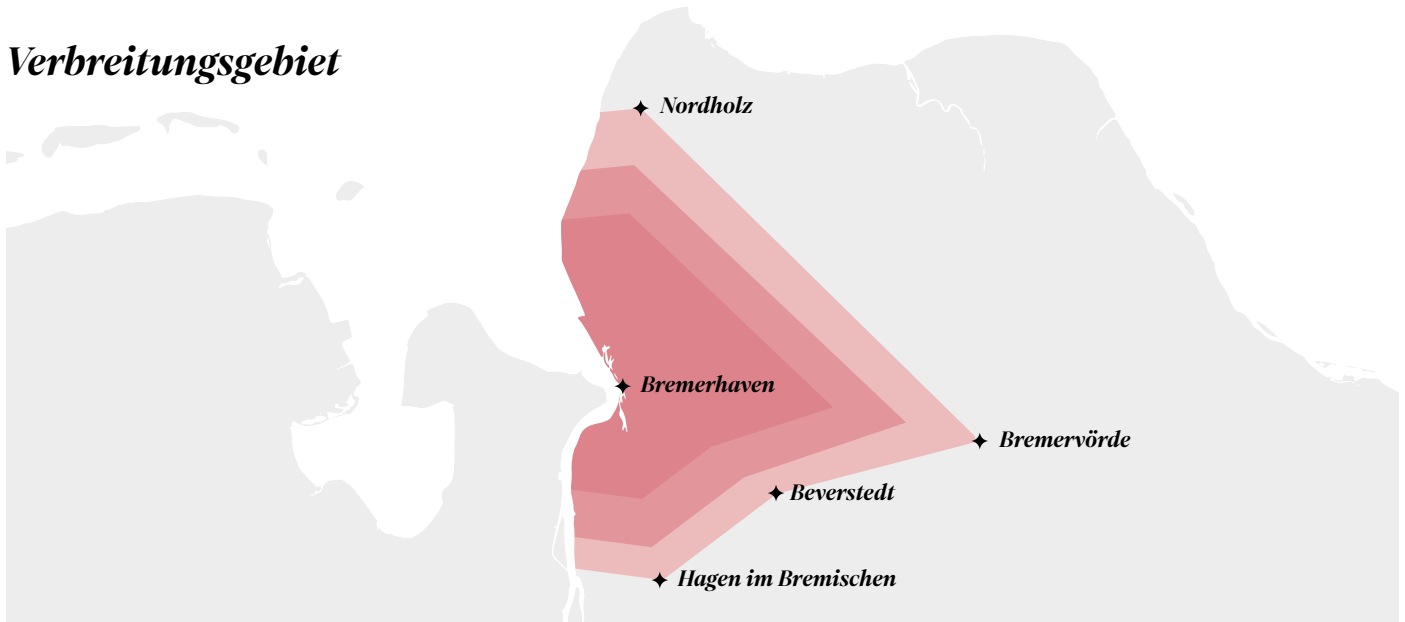 Verbreitungsgebiet
Nordholz
Bremerhaven
Bremervörde
Beverstedt
Hagen im Bremischen